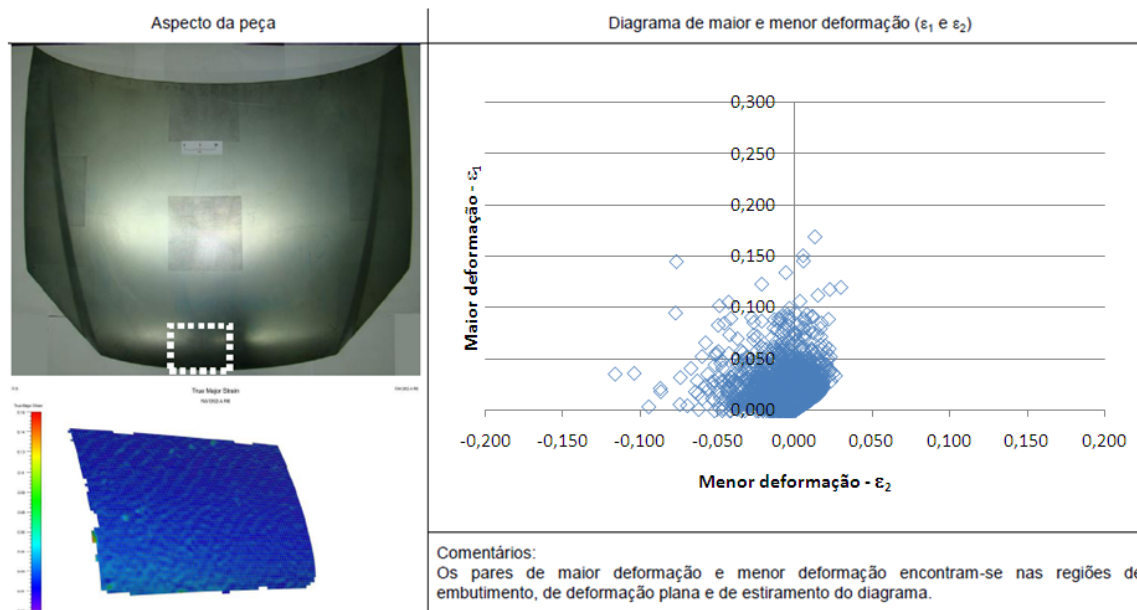 Aspecto da peça
Diagrama de maior e menor deformação (ε₁ e ε₂)
True Major Strain
True Major Strain
Maior deformação - ε₁
0,300
0,250
0,200
0,150
0,100
0,050
0,000
-0,200 -0,150 -0,100 -0,050 0,000 0,050 0,100 0,150 0,200
Menor deformação - ε₂
Comentários:
Os pares de maior deformação e menor deformação encontram-se nas regiões de
embutimento, de deformação plana e de estiramento do diagrama.